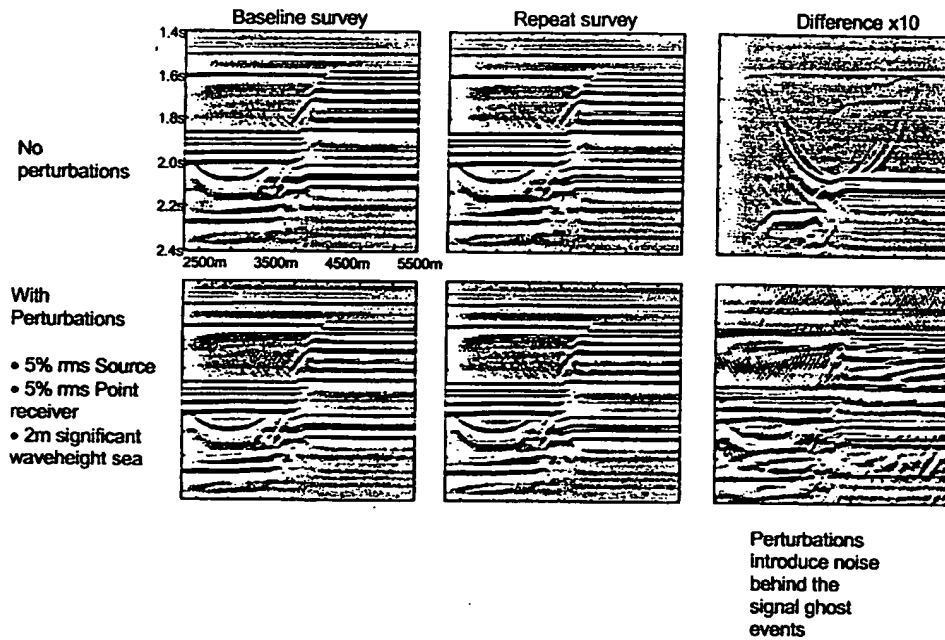 Baseline survey
Repeat survey
Difference x10
1.4s
1.6s
1.8s
2.0s
2.2s
2.4s
No
perturbations
2500m
3500m
4500m
5500m
With
Perturbations
• 5% rms Source
• 5% rms Point
receiver
• 2m significant
waveheight sea
Perturbations
introduce noise
behind the
signal ghost
events